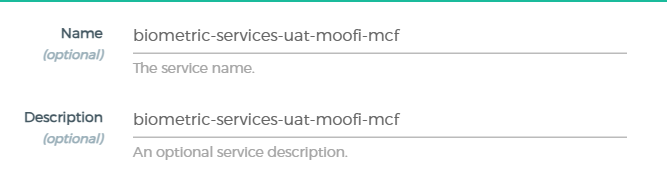 Name
(optional)
biometric-services-uat-moofi-mcf
The service name.
Description
(optional)
biometric-services-uat-moofi-mcf
An optional service description.